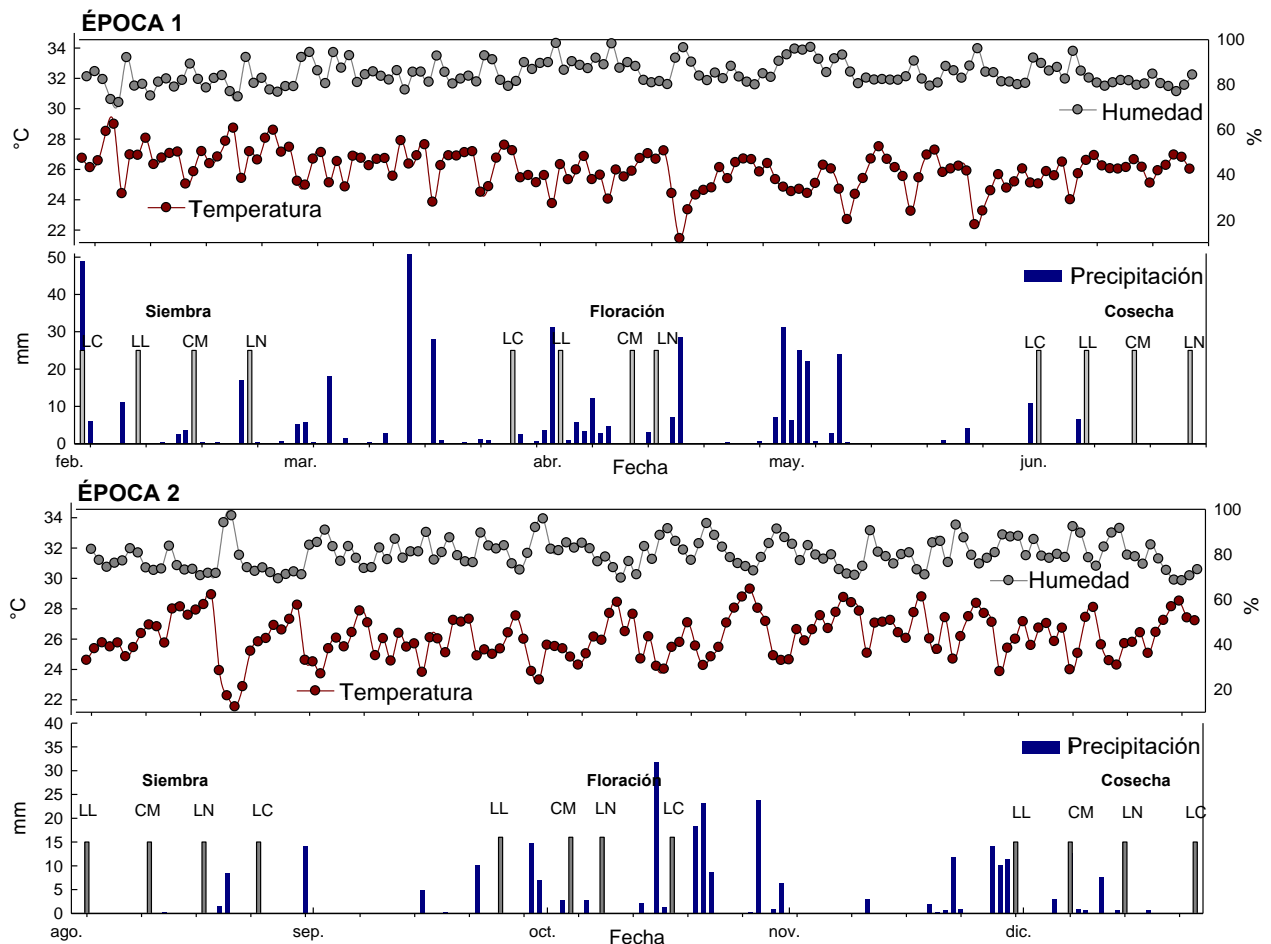 ÉPOCA 1
34
32
30
28
26
24
22
°C
100
80
60
40
20
%
Humedad
Temperatura
50
40
30
20
10
0
mm
Precipitación
Siembra
Floración
Cosecha
LC LL CM LN
LC LL CM LN
LC LL CM LN
feb. mar. abr. may. jun.
Fecha
ÉPOCA 2
34
32
30
28
26
24
22
°C
100
80
60
40
20
%
Humedad
Temperatura
40
35
30
25
20
15
10
5
0
mm
Precipitación
Siembra
Floración
Cosecha
LL CM LN LC
LL CM LN LC
LL CM LN LC
ago. sep. oct. nov. dic.
Fecha